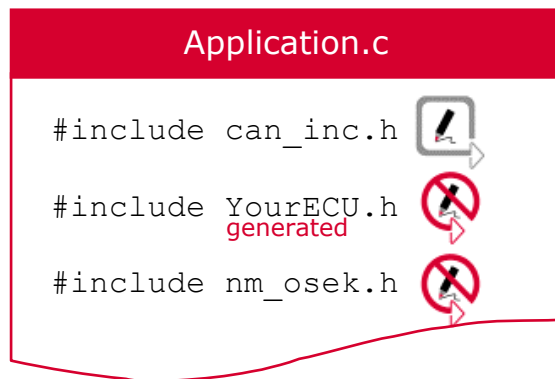 Application.c
#include can_inc.h
#include YourECU.h
generated
#include nm_osek.h